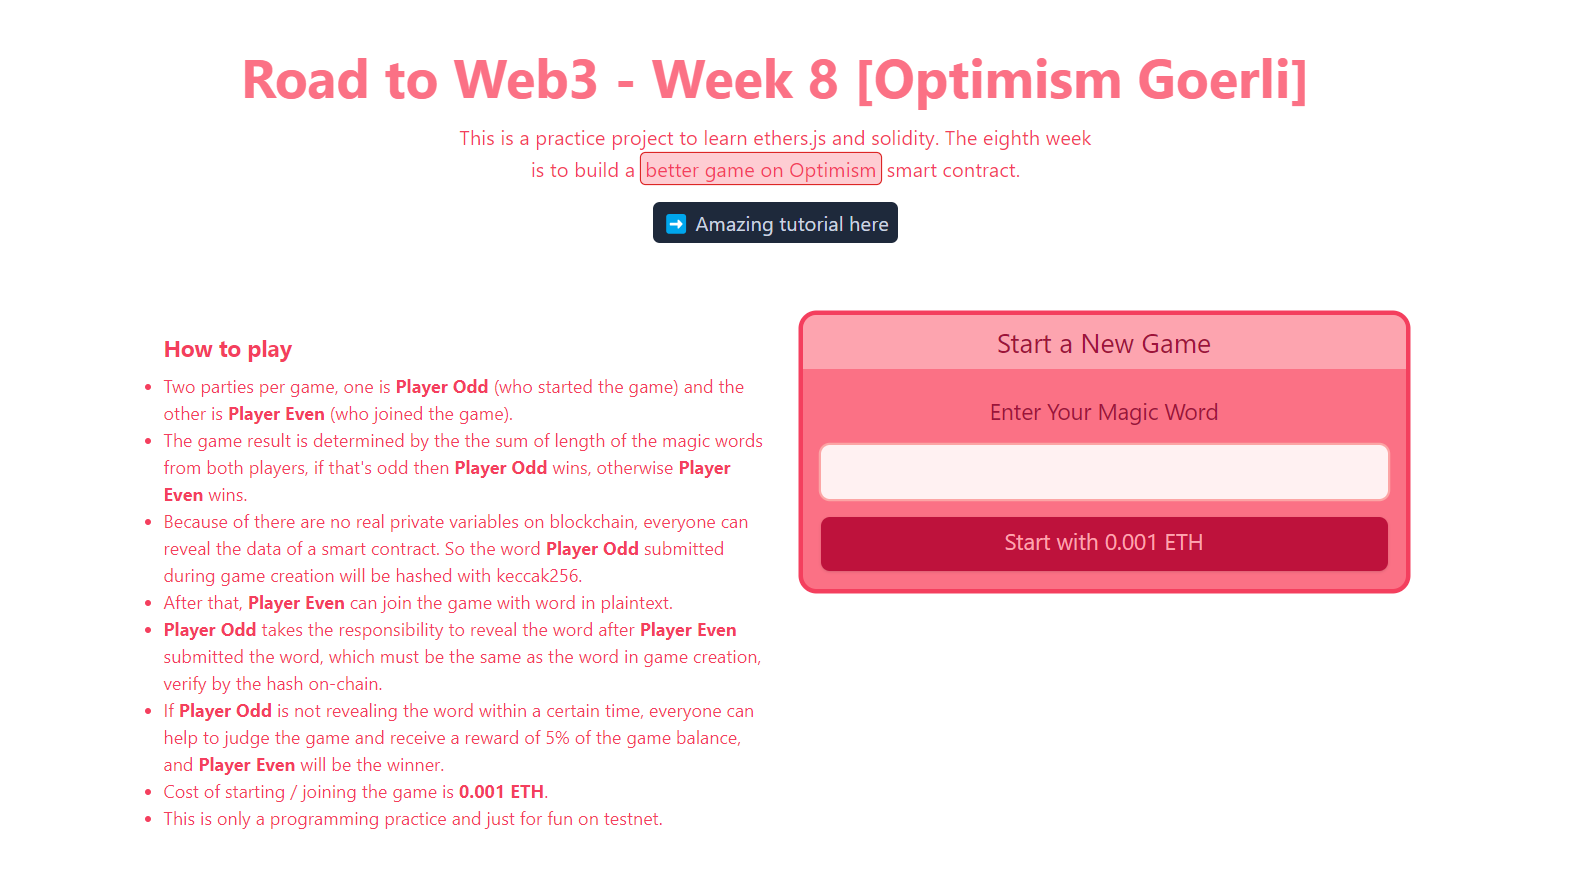 Road to Web3 - Week 8 [Optimism Goerli]
This is a practice project to learn ethers.js and solidity. The eighth week
is to build a better game on Optimism smart contract.
➡️ Amazing tutorial here
How to play
• Two parties per game, one is Player Odd (who started the game) and the
other is Player Even (who joined the game).
• The game result is determined by the the sum of length of the magic words
from both players, if that's odd then Player Odd wins, otherwise Player
Even wins.
• Because of there are no real private variables on blockchain, everyone can
reveal the data of a smart contract. So the word Player Odd submitted
during game creation will be hashed with keccak256.
• After that, Player Even can join the game with word in plaintext.
• Player Odd takes the responsibility to reveal the word after Player Even
submitted the word, which must be the same as the word in game creation,
verify by the hash on-chain.
• If Player Odd is not revealing the word within a certain time, everyone can
help to judge the game and receive a reward of 5% of the game balance,
and Player Even will be the winner.
• Cost of starting / joining the game is 0.001 ETH.
• This is only a programming practice and just for fun on testnet.
Start a New Game
Enter Your Magic Word
Start with 0.001 ETH